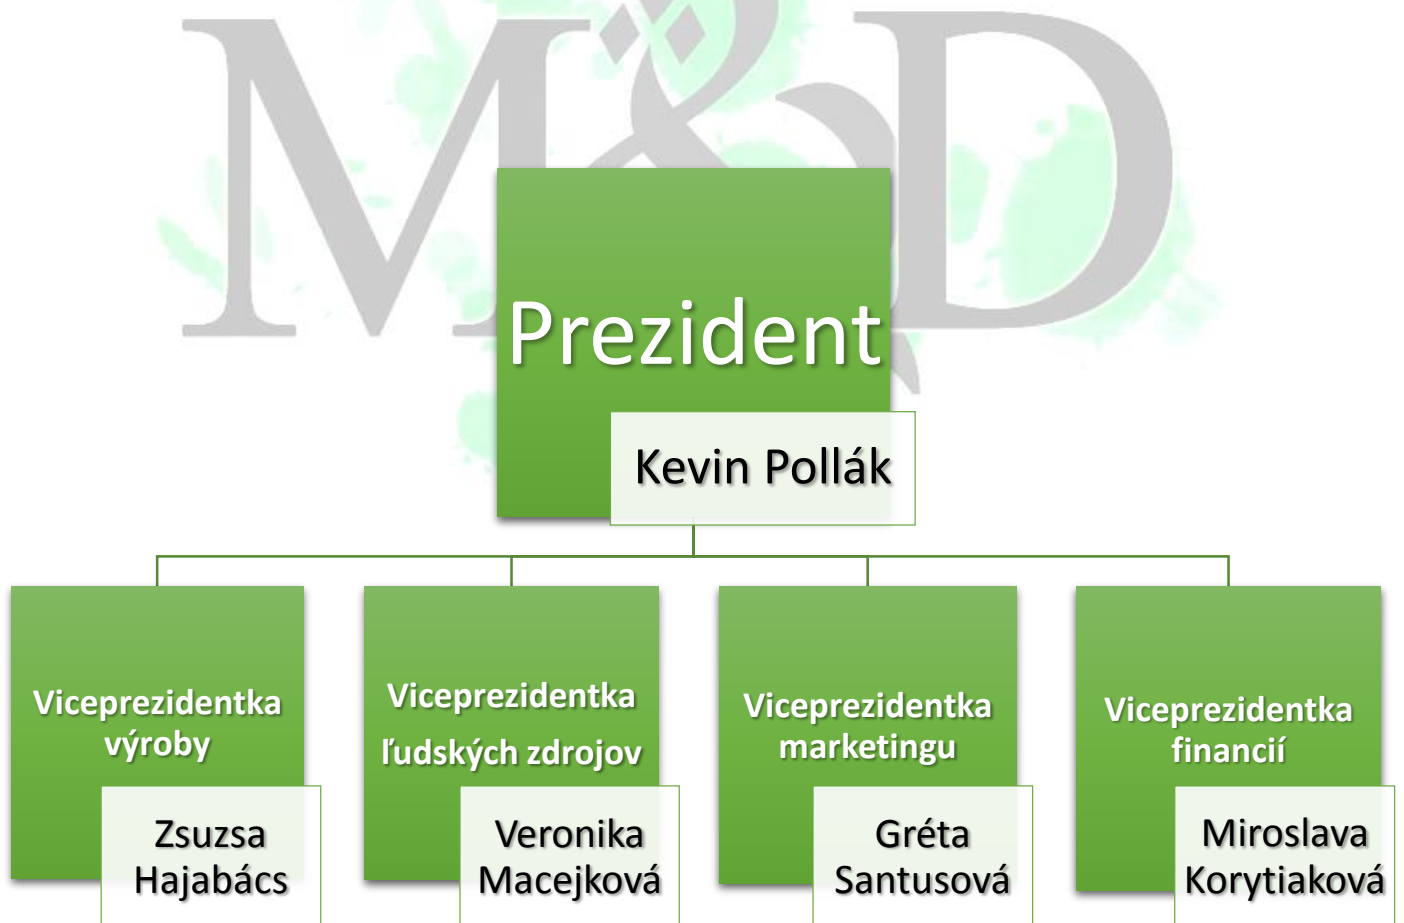 M&D
Prezident
Kevin Pollák
Viceprezidentka
výroby
Zsuzsa
Hajabács
Viceprezidentka
ľudských zdrojov
Veronika
Macejková
Viceprezidentka
marketingu
Gréta
Santusová
Viceprezidentka
financií
Miroslava
Korytiaková